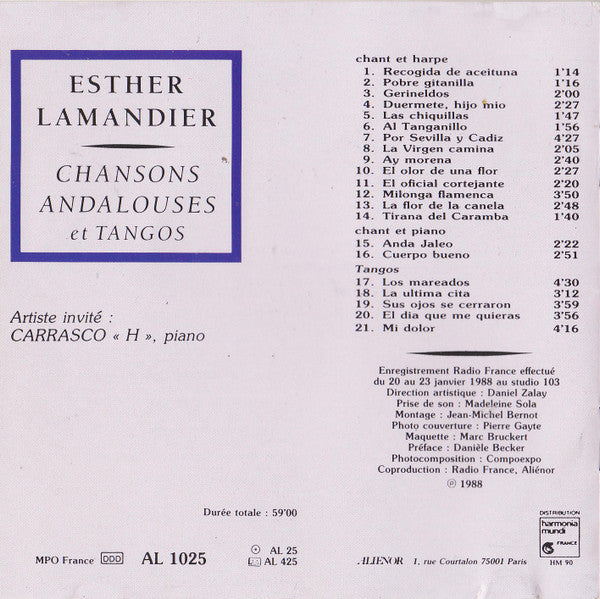 ESTHER
LAMANDIER
CHANSONS
ANDALOUSES
et TANGOS
Artiste invité :
CARRASCO « H », piano
chant et harpe
1. Recogida de aceituna 1'14
2. Pobre gitanilla 1'16
3. Gerineldos 2'00
4. Duermete, hijo mio 2'27
5. Las chiquillas 1'47
6. Al Tanganillo 1'56
7. Por Sevilla y Cadiz 4'27
8. La Virgen camina 2'05
9. Ay morena 2'40
10. El olor de una flor 2'27
11. El oficial cortejante 2'20
12. Milonga flamenca 3'50
13. La flor de la canela 2'48
14. Tirana del Caramba 1'40
chant et piano
15. Anda Jaleo 2'22
16. Cuerpo bueno 2'51
Tangos
17. Los mareados 4'30
18. La ultima cita 3'12
19. Sus ojos se cerraron 3'59
20. El dia que me quieras 3'56
21. Mi dolor 4'16
Enregistrement Radio France effectué
du 20 au 23 janvier 1988 au studio 103
Direction artistique : Daniel Zalay
Prise de son : Madeleine Sola
Montage : Jean-Michel Bernot
Photo couverture : Pierre Gayte
Maquette : Marc Bruckert
Préface : Danièle Becker
Photocomposition : Compoexpo
Coproduction : Radio France, Aliénor
℗ 1988
Durée totale : 59'00
MPO France DDD AL 1025
AL 25
AL 425
ALIENOR 1, rue Courtalon 75001 Paris
DISTRIBUTION
harmonia
mundi
FRANCE
HM 90